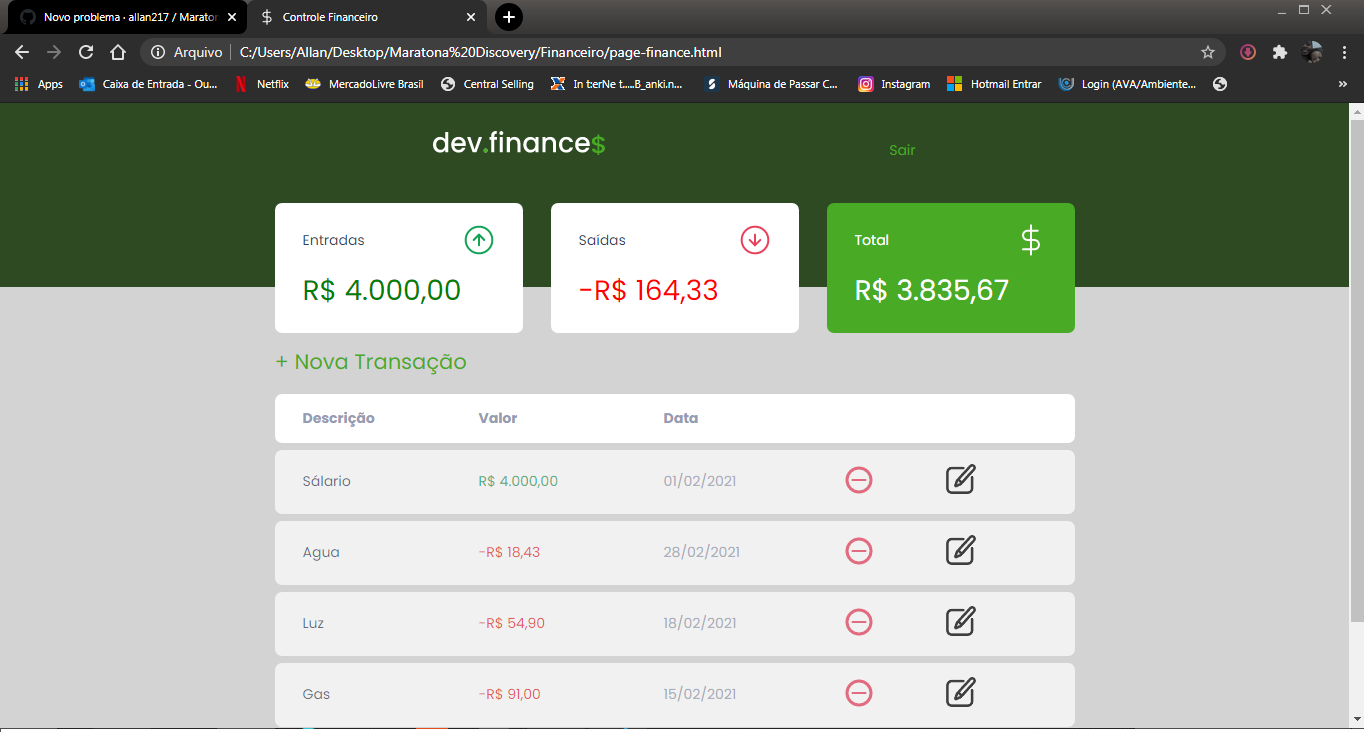 Novo problema · allan217 / Marator
Controle Financeiro
Arquivo C:/Users/Allan/Desktop/Maratona%20Discovery/Financeiro/page-finance.html
Apps Caixa de Entrada - Ou... Netflix MercadoLivre Brasil Central Selling In terNe t.....B_anki.n... Máquina de Passar C... Instagram Hotmail Entrar Login (AVA/Ambiente... »
dev.finance$ Sair
Entradas Saídas Total
R$ 4.000,00 -R$ 164,33 R$ 3.835,67
+ Nova Transação
Descrição Valor Data
Sálario R$ 4.000,00 01/02/2021
Agua -R$ 18,43 28/02/2021
Luz -R$ 54,90 18/02/2021
Gas -R$ 91,00 15/02/2021